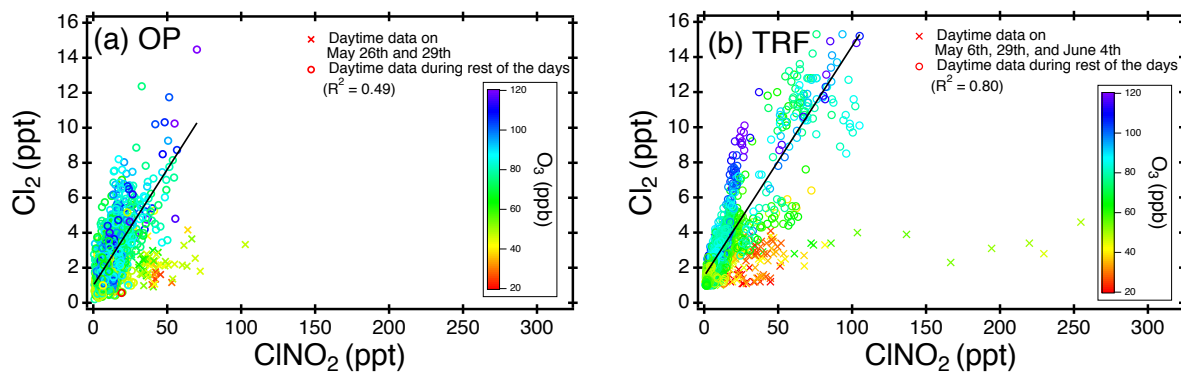 (a) OP
Daytime data on
May 26th and 29th
Daytime data during rest of the days
(R² = 0.49)
16
14
12
10
8
6
4
2
0
Cl₂ (ppt)
0 50 100 150 200 250 300
ClNO₂ (ppt)
120
100
80
60
40
20
O₃ (ppb)
(b) TRF
Daytime data on
May 6th, 29th, and June 4th
Daytime data during rest of the days
(R² = 0.80)
16
14
12
10
8
6
4
2
0
Cl₂ (ppt)
0 50 100 150 200 250 300
ClNO₂ (ppt)
120
100
80
60
40
20
O₃ (ppb)